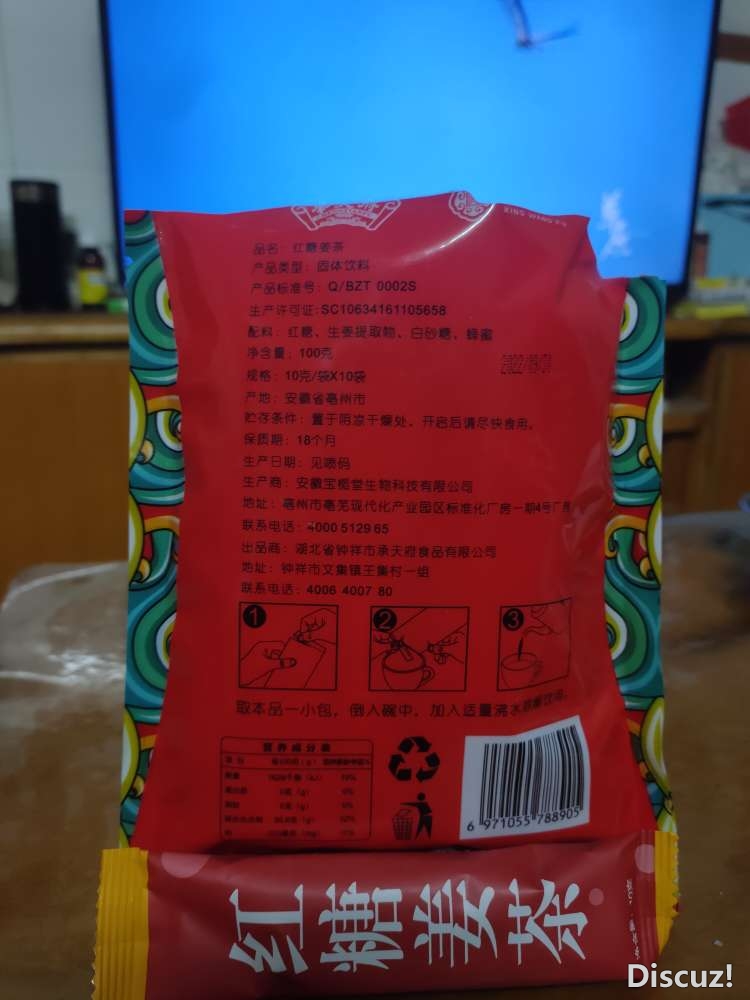 品名：红糖姜茶
产品类型：固体饮料
产品标准号：Q/BZT 0002S
生产许可证:SC10634161105658
配料：红糖、生姜提取物、白砂糖、蜂蜜
净含量：100克
规格：10克/袋X10袋
产地：安徽省亳州市
贮存条件：置于阴凉干燥处。开启后请尽快食用。
保质期：18个月
生产日期：见喷码
生产商：安徽宝栀堂生物科技有限公司
地址：亳州市亳芜现代化产业园区标准化厂房一期4号厂房
联系电话：4000 5129 65
出品商：湖北省钟祥市承天府食品有限公司
地址：钟祥市文集镇王集村一组
联系电话：4006 4007 80
1 2 3
取本品一小包，倒入碗中，加入适量沸水溶解饮用。
营养成分表
6 971055 788905
红糖姜茶
Discuz!